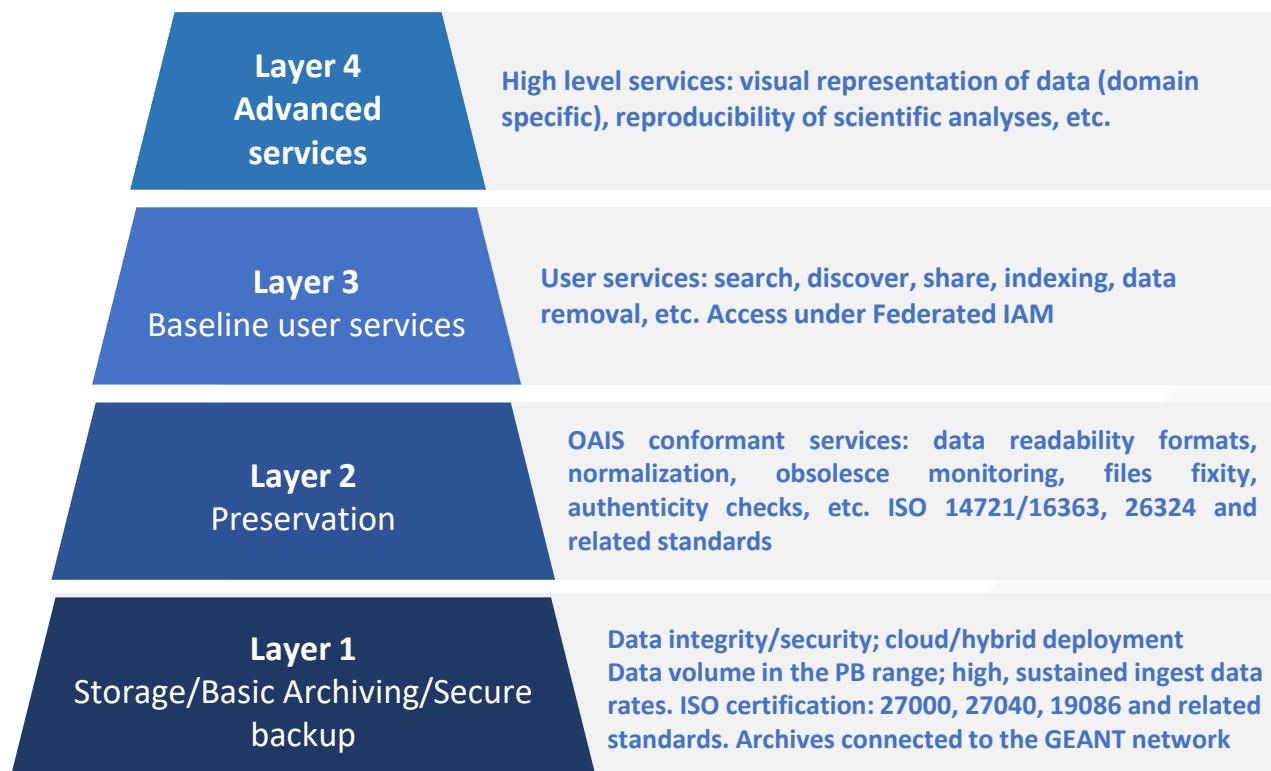 Layer 4
Advanced
services
High level services: visual representation of data (domain
specific), reproducibility of scientific analyses, etc.
Layer 3
Baseline user services
User services: search, discover, share, indexing, data
removal, etc. Access under Federated IAM
Layer 2
Preservation
OAIS conformant services: data readability formats,
normalization, obsolesce monitoring, files fixity,
authenticity checks, etc. ISO 14721/16363, 26324 and
related standards
Layer 1
Storage/Basic Archiving/Secure
backup
Data integrity/security; cloud/hybrid deployment
Data volume in the PB range; high, sustained ingest data
rates. ISO certification: 27000, 27040, 19086 and related
standards. Archives connected to the GEANT network